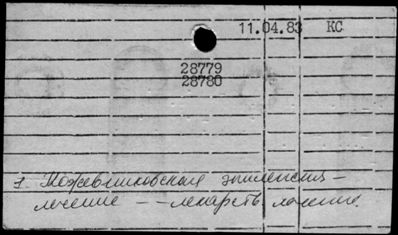 11.04.83 КС
28779
28780
1. Кожевниковская эпилепсия -
лечение - - лекарств. лечение.